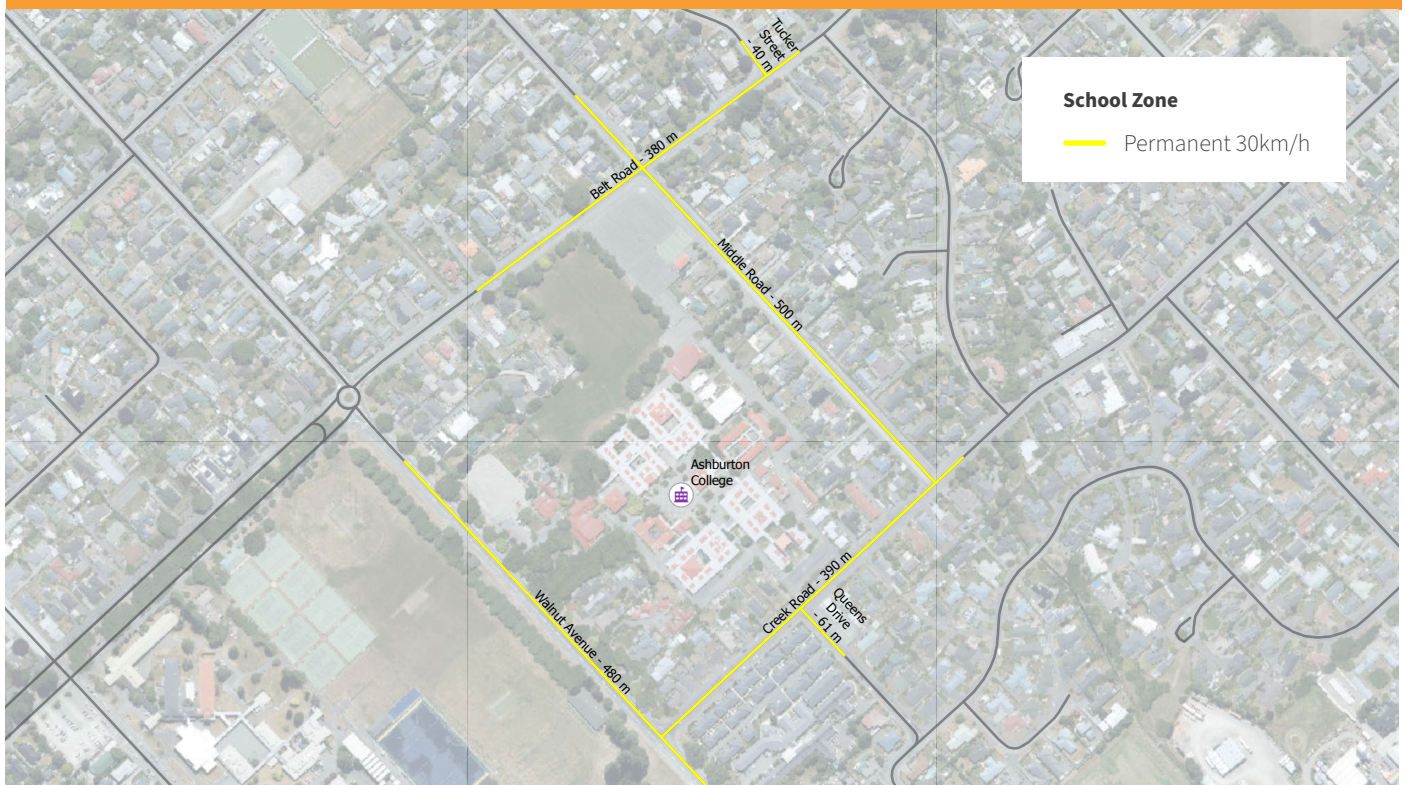 Tucker
Street
- 40 m
School Zone
Permanent 30km/h
Belt Road - 380 m
Middle Road - 500 m
Ashburton
College
Creek Road - 390 m
Queens
Drive
- 61 m
Walnut Avenue - 480 m